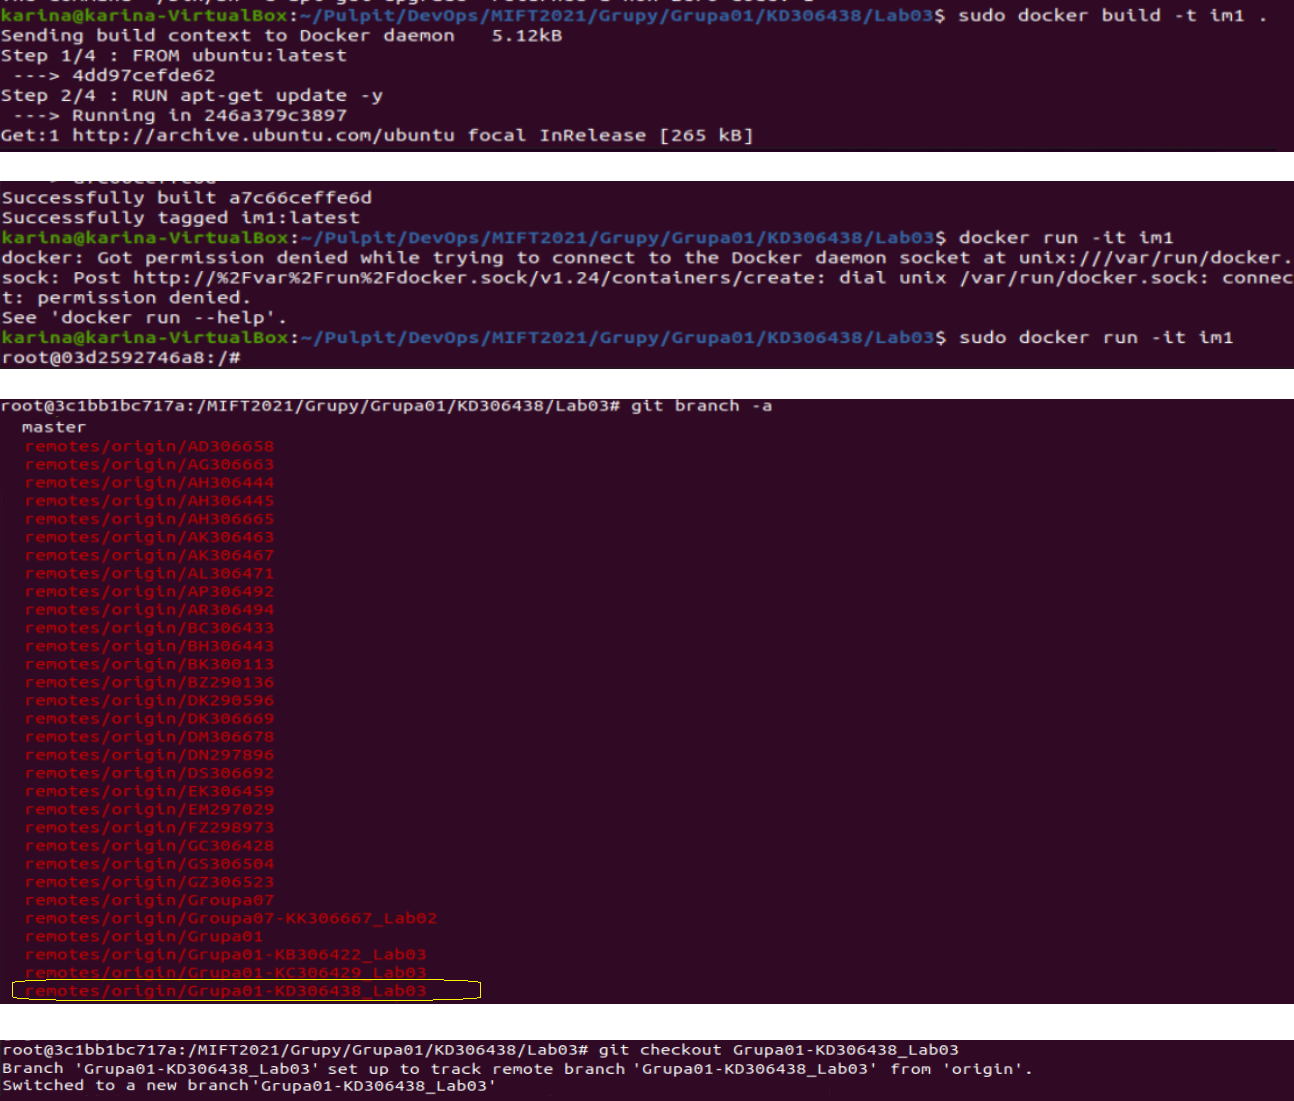 karina@karina-VirtualBox:~/Pulpit/DevOps/MIFT2021/Grupy/Grupa01/KD306438/Lab03$ sudo docker build -t im1 .
Sending build context to Docker daemon   5.12kB
Step 1/4 : FROM ubuntu:latest
 ---> 4dd97cefde62
Step 2/4 : RUN apt-get update -y
 ---> Running in 246a379c3897
Get:1 http://archive.ubuntu.com/ubuntu focal InRelease [265 kB]
Successfully built a7c66ceffe6d
Successfully tagged im1:latest
karina@karina-VirtualBox:~/Pulpit/DevOps/MIFT2021/Grupy/Grupa01/KD306438/Lab03$ docker run -it im1
docker: Got permission denied while trying to connect to the Docker daemon socket at unix:///var/run/docker.
sock: Post http://%2Fvar%2Frun%2Fdocker.sock/v1.24/containers/create: dial unix /var/run/docker.sock: connec
t: permission denied.
See 'docker run --help'.
karina@karina-VirtualBox:~/Pulpit/DevOps/MIFT2021/Grupy/Grupa01/KD306438/Lab03$ sudo docker run -it im1
root@03d2592746a8:/#
root@3c1bb1bc717a:/MIFT2021/Grupy/Grupa01/KD306438/Lab03# git branch -a
master
remotes/origin/AD306658
remotes/origin/AG306663
remotes/origin/AH306444
remotes/origin/AH306445
remotes/origin/AH306665
remotes/origin/AK306463
remotes/origin/AK306467
remotes/origin/AL306471
remotes/origin/AP306492
remotes/origin/AR306494
remotes/origin/BC306433
remotes/origin/BH306443
remotes/origin/BK300113
remotes/origin/BZ290136
remotes/origin/DK290596
remotes/origin/DK306669
remotes/origin/DM306678
remotes/origin/DN297896
remotes/origin/DS306692
remotes/origin/EK306459
remotes/origin/EM297029
remotes/origin/FZ298973
remotes/origin/GC306428
remotes/origin/GS306504
remotes/origin/GZ306523
remotes/origin/Groupa07
remotes/origin/Groupa07-KK306667_Lab02
remotes/origin/Grupa01
remotes/origin/Grupa01-KB306422_Lab03
remotes/origin/Grupa01-KC306429_Lab03
remotes/origin/Grupa01-KD306438_Lab03
root@3c1bb1bc717a:/MIFT2021/Grupy/Grupa01/KD306438/Lab03# git checkout Grupa01-KD306438_Lab03
Branch 'Grupa01-KD306438_Lab03' set up to track remote branch 'Grupa01-KD306438_Lab03' from 'origin'.
Switched to a new branch'Grupa01-KD306438_Lab03'